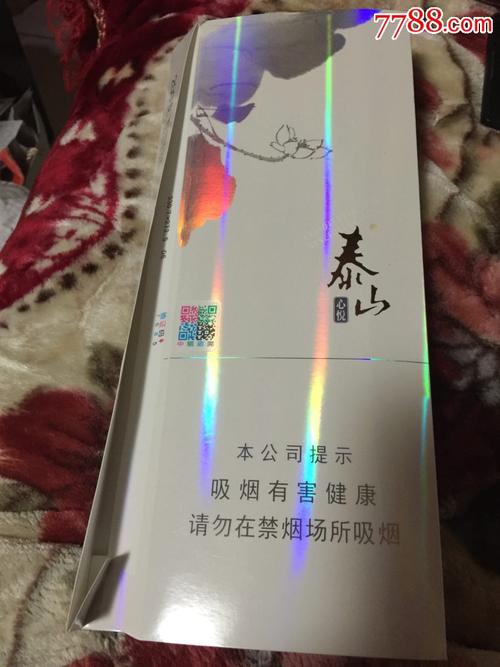 7788.com
泰山
心悦
本公司提示
吸烟有害健康
请勿在禁烟场所吸烟